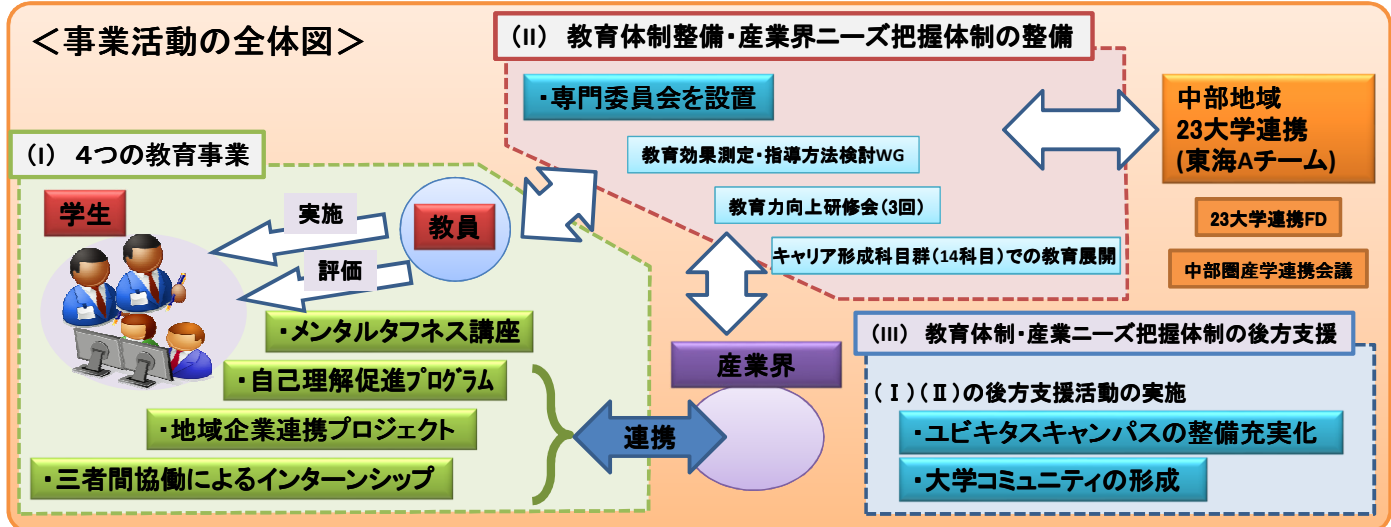 ＜事業活動の全体図＞
(II) 教育体制整備・産業界ニーズ把握体制の整備
・専門委員会を設置
教育効果測定・指導方法検討WG
教育力向上研修会(3回)
キャリア形成科目群(14科目)での教育展開
中部地域
23大学連携
(東海Aチーム)
23大学連携FD
中部圏産学連携会議
(I) 4つの教育事業
学生
実施
教員
評価
・メンタルタフネス講座
・自己理解促進プログラム
・地域企業連携プロジェクト
・三者間協働によるインターンシップ
連携
産業界
(III) 教育体制・産業ニーズ把握体制の後方支援
(Ⅰ)(Ⅱ)の後方支援活動の実施
・ユビキタスキャンパスの整備充実化
・大学コミュニティの形成